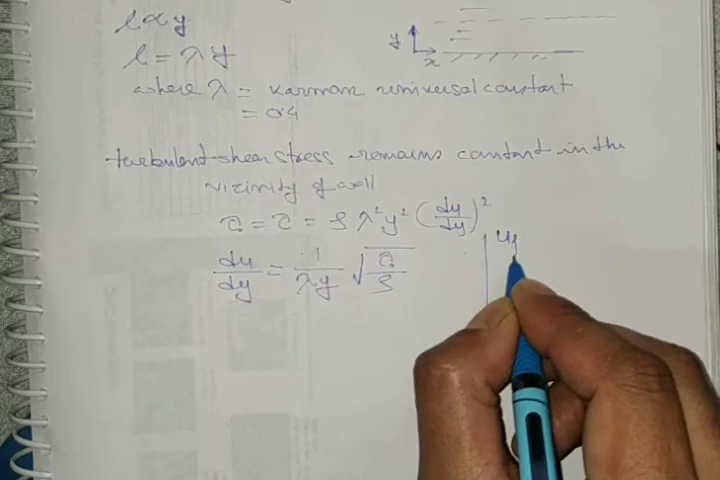 l ∝ y
l = λ y
y
x
where λ = Karman universal constant
= 0.4
turbulent shear stress remains constant in the
vicinity of wall
τ₀ = τ = ρ λ² y² (du/dy)²
du/dy = 1/λy √τ₀/ρ